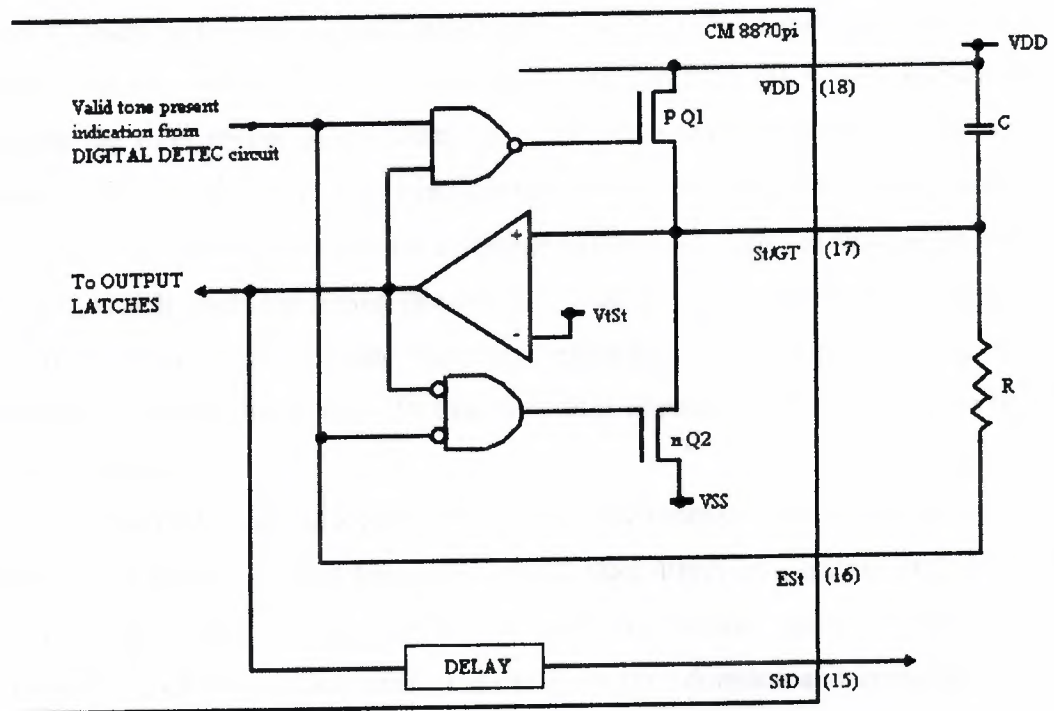 CM 8870pi
VDD
VDD (18)
Valid tone present
indication from
DIGITAL DETEC circuit
P Q1
C
+
St/GT (17)
To OUTPUT
LATCHES
VtSt
-
R
n Q2
VSS
ESt (16)
DELAY
StD (15)